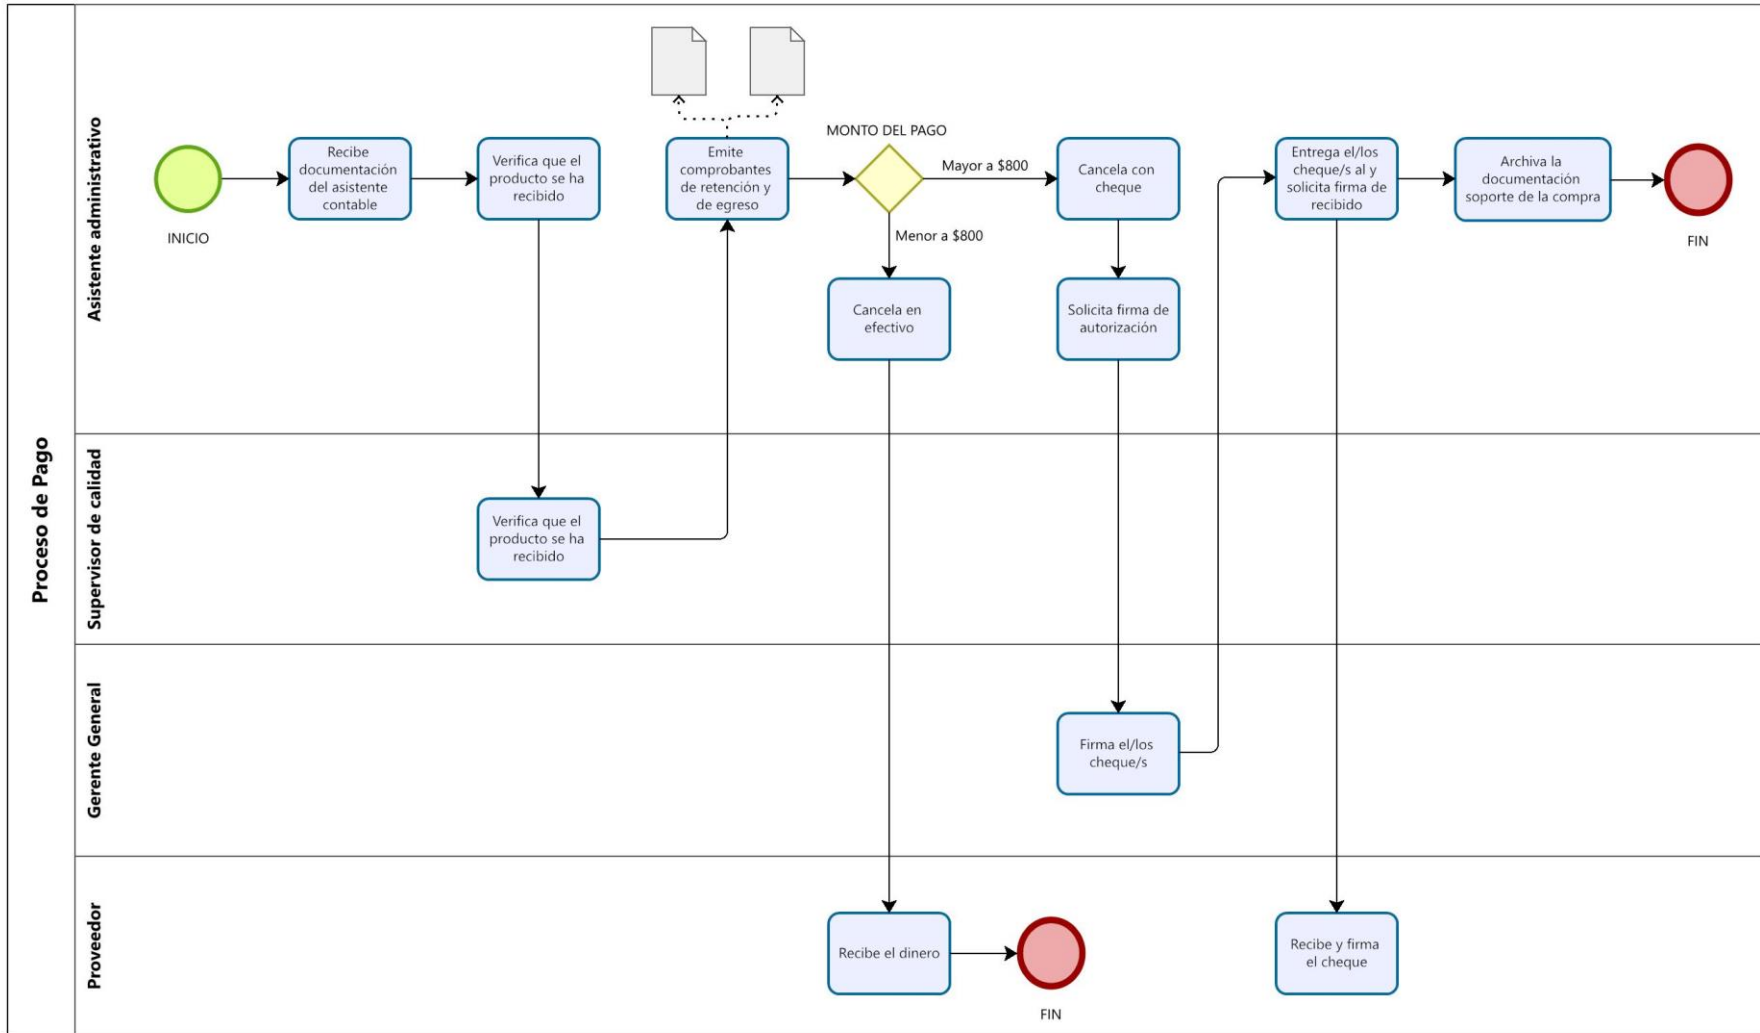 Proceso de Pago
Asistente administrativo
INICIO
Recibe
documentación
del asistente
contable
Verifica que el
producto se ha
recibido
Emite
comprobantes
de retención y
de egreso
MONTO DEL PAGO
Mayor a $800
Menor a $800
Cancela en
efectivo
Cancela con
cheque
Solicita firma de
autorización
Entrega el/los
cheque/s al y
solicita firma de
recibido
Archiva la
documentación
soporte de la compra
FIN
Supervisor de calidad
Verifica que el
producto se ha
recibido
Gerente General
Firma el/los
cheque/s
Proveedor
Recibe el dinero
FIN
Recibe y firma
el cheque